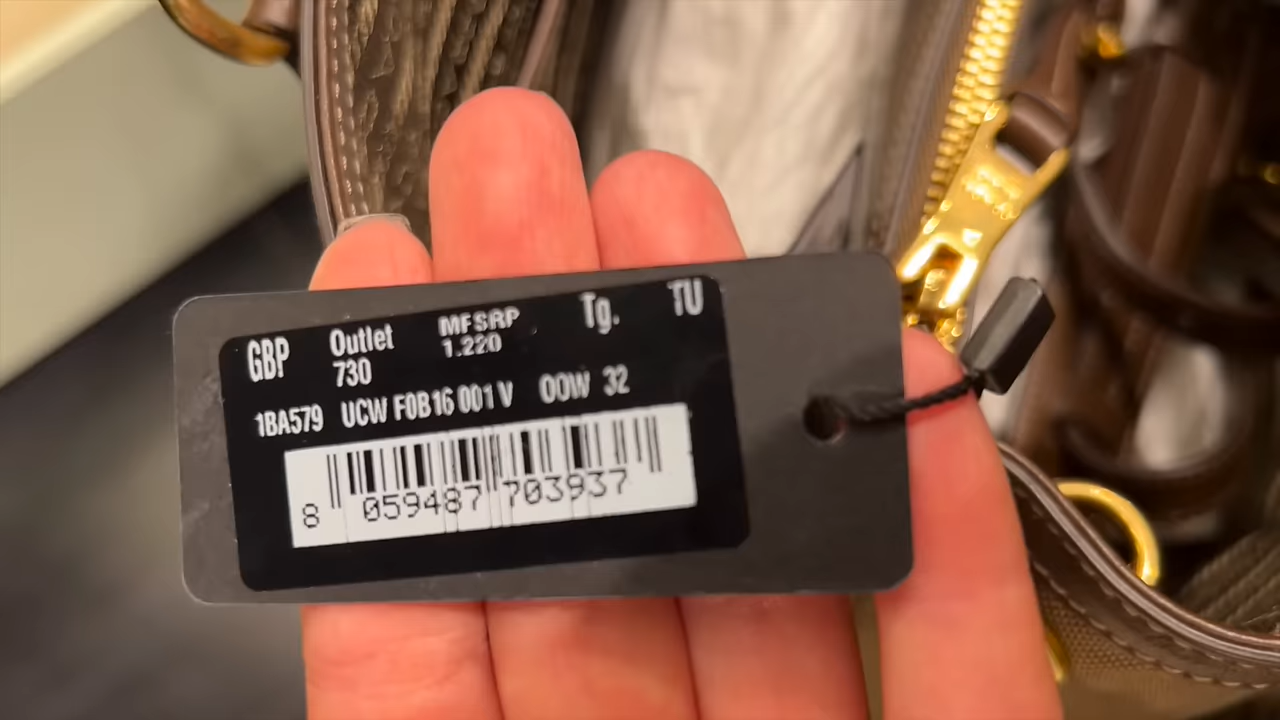 GBP Outlet MFSRP Tg. TU
730 1.220
1BA579 UCW F0B16 001 V OOW 32
8 059487 703937